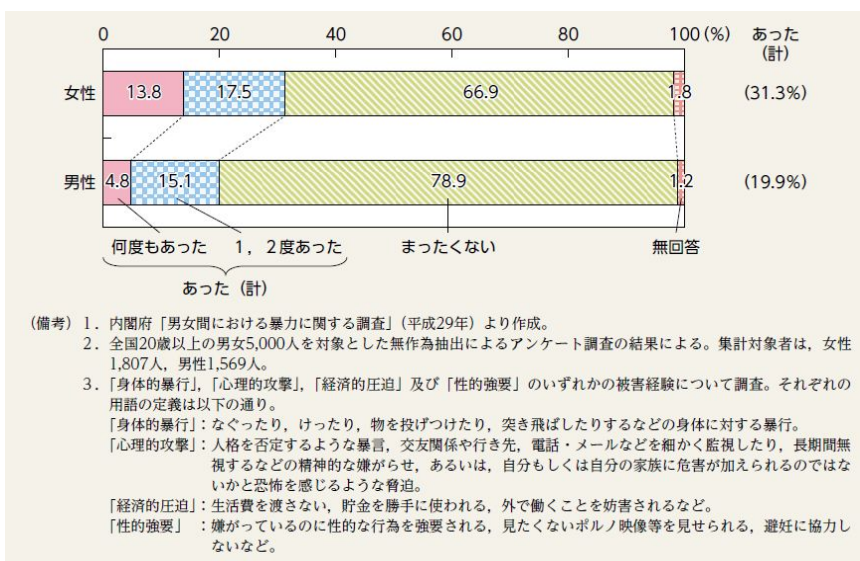 0 20 40 60 80 100(%) あった
(計)
女性 13.8 17.5 66.9 1.8 (31.3%)
男性 4.8 15.1 78.9 1.2 (19.9%)
何度もあった 1,2度あった まったくない 無回答
あった(計)
(備考)1.内閣府「男女間における暴力に関する調査」(平成29年)より作成。
2.全国20歳以上の男女5,000人を対象とした無作為抽出によるアンケート調査の結果による。集計対象者は,女性
1,807人,男性1,569人。
3.「身体的暴行」,「心理的攻撃」,「経済的圧迫」及び「性的強要」のいずれかの被害経験について調査。それぞれの
用語の定義は以下の通り。
「身体的暴行」:なぐったり,けったり,物を投げつけたり,突き飛ばしたりするなどの身体に対する暴行。
「心理的攻撃」:人格を否定するような暴言,交友関係や行き先,電話・メールなどを細かく監視したり,長期間無
視するなどの精神的な嫌がらせ,あるいは,自分もしくは自分の家族に危害が加えられるのではな
いかと恐怖を感じるような脅迫。
「経済的圧迫」:生活費を渡さない,貯金を勝手に使われる,外で働くことを妨害されるなど。
「性的強要」 :嫌がっているのに性的な行為を強要される,見たくないポルノ映像等を見せられる,避妊に協力し
ないなど。